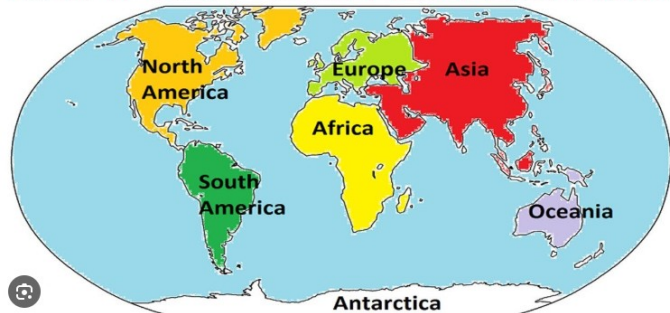 North
America
Europe
Asia
Africa
South
America
Oceania
Antarctica